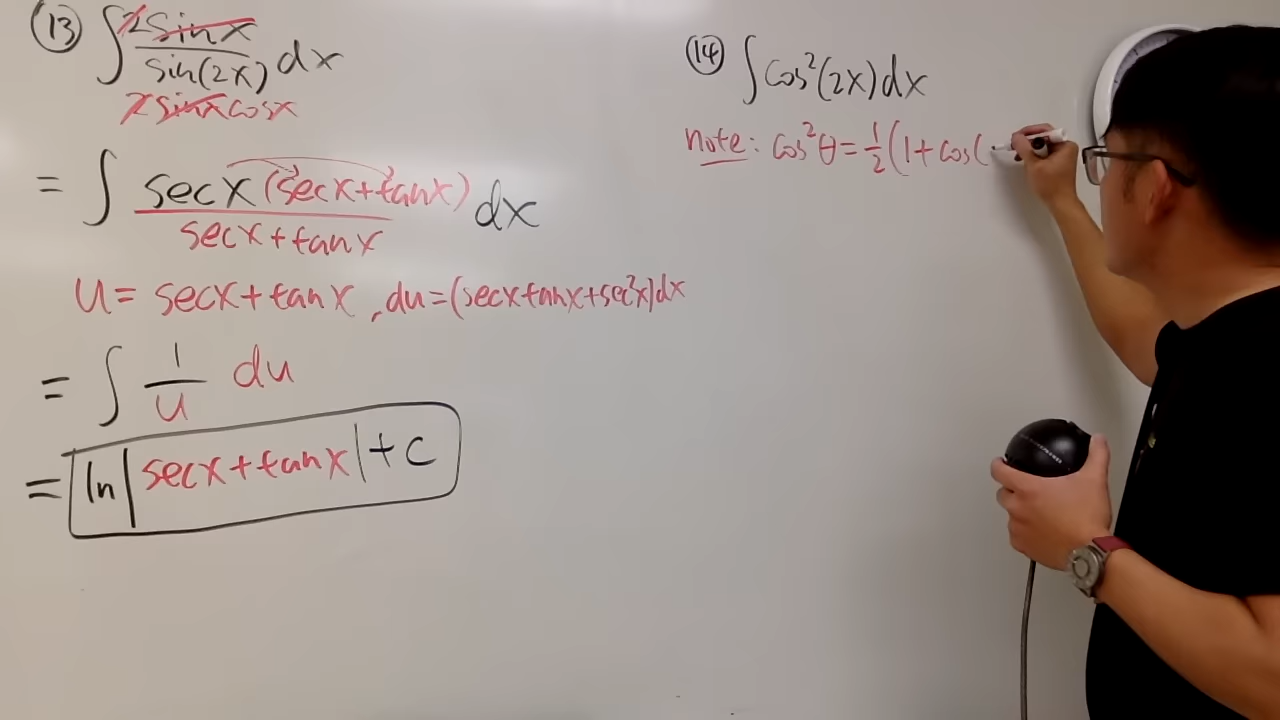 (13) ∫ 2sinx / sin(2x) dx
2sinxcosx
= ∫ secx(secx+tanx) / secx+tanx dx
u = secx+tanx, du=(secxtanx+sec²x)dx
= ∫ 1/u du
= ln|secx+tanx|+c
(14) ∫cos²(2x)dx
note: cos²θ=½(1+cos(